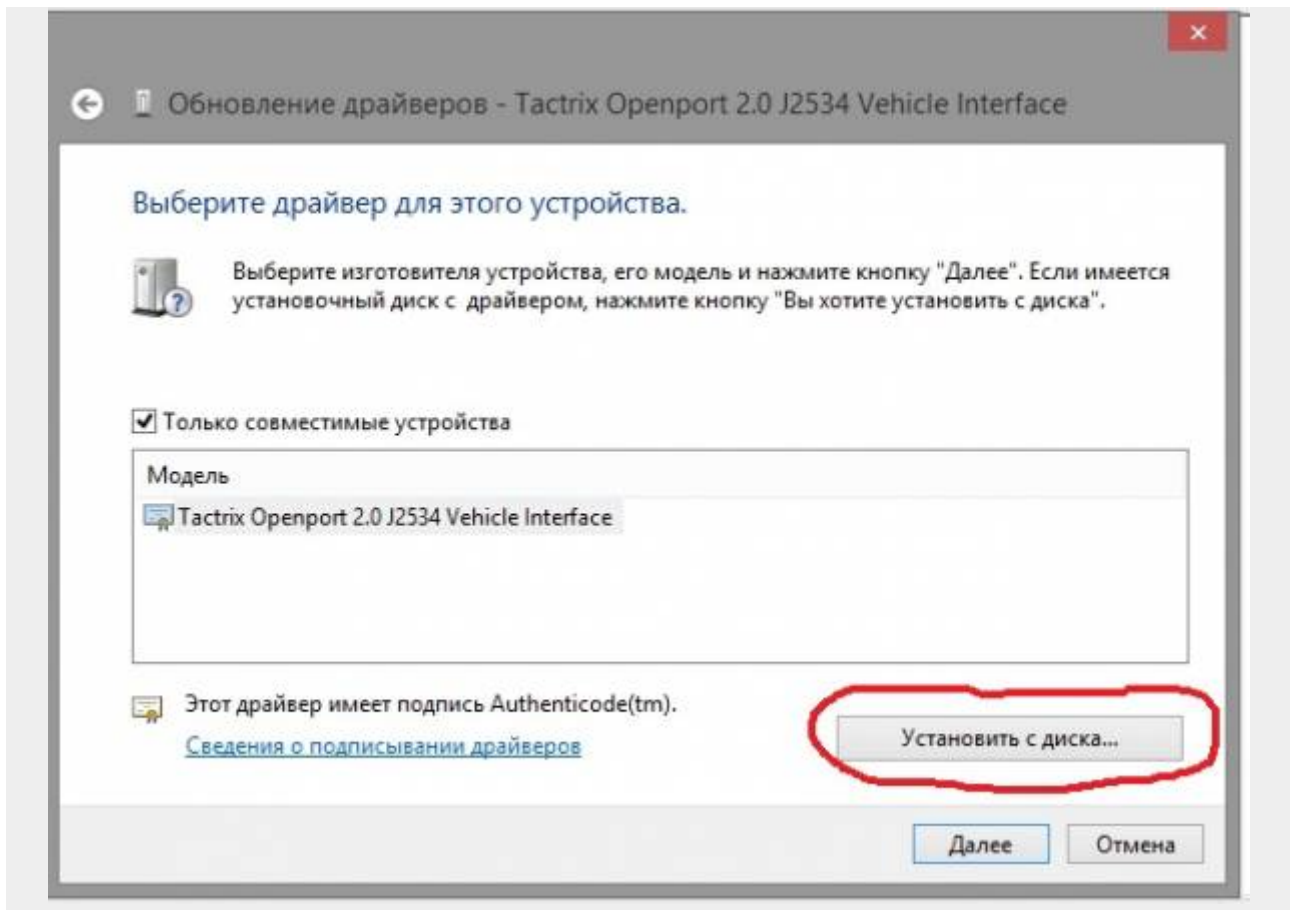 Обновление драйверов - Tactrix Openport 2.0 J2534 Vehicle Interface
Выберите драйвер для этого устройства.
Выберите изготовителя устройства, его модель и нажмите кнопку "Далее". Если имеется
установочный диск с драйвером, нажмите кнопку "Вы хотите установить с диска".
Только совместимые устройства
Модель
Tactrix Openport 2.0 J2534 Vehicle Interface
Этот драйвер имеет подпись Authenticode(tm).
Сведения о подписывании драйверов
Установить с диска...
Далее
Отмена